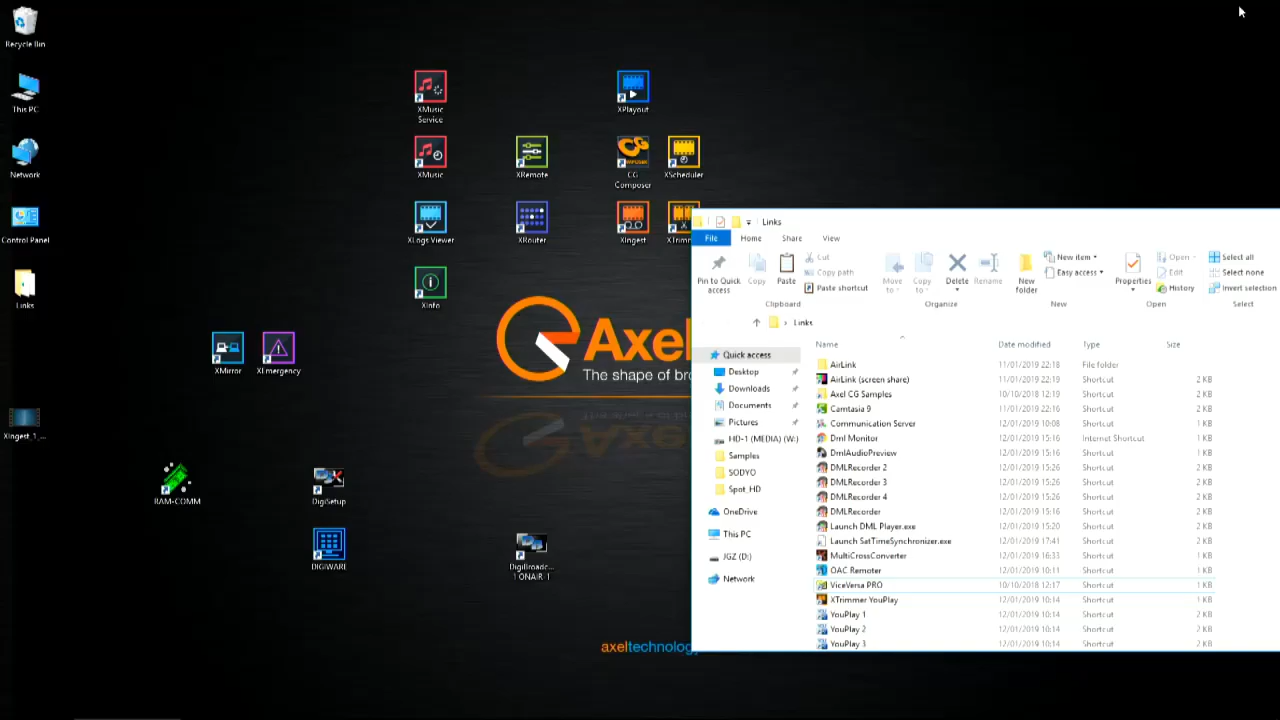 Recycle Bin
This PC
Network
Control Panel
Links
Xingest_1_...
XMusic
Service
XPlayout
XMusic
XRemote
CG
Composer
XScheduler
XLogs Viewer
XRouter
XIngest
XInfo
XMirror
XEmergency
RAM-COMM
DigiSetup
DIGIWARE
DigiBroadc...
1 ONAIR 1
Axel
The shape of br
axeltechnology
Links
File
Home
Share
View
Pin to Quick
access
Copy
Paste
Cut
Copy path
Paste shortcut
Clipboard
Move
to
Copy
to
Delete
Rename
Organize
New
folder
New item
Easy access
New
Properties
Open
Edit
History
Open
Select all
Select none
Invert selection
Select
Links
Quick access
Desktop
Downloads
Documents
Pictures
HD-1 (MEDIA) (W:)
Samples
SODYO
Spot_HD
OneDrive
This PC
JGZ (D:)
Network
Name Date modified Type Size
AirLink 11/01/2019 22:18 File folder
AirLink (screen share) 11/01/2019 22:19 Shortcut 2 KB
Axel CG Samples 10/10/2018 12:19 Shortcut 2 KB
Camtasia 9 11/01/2019 22:16 Shortcut 2 KB
Communication Server 12/01/2019 10:08 Shortcut 2 KB
Dml Monitor 12/01/2019 15:16 Internet Shortcut 2 KB
DmlAudioPreview 12/01/2019 15:16 Shortcut 2 KB
DMLRecorder 2 12/01/2019 15:26 Shortcut 2 KB
DMLRecorder 3 12/01/2019 15:26 Shortcut 2 KB
DMLRecorder 4 12/01/2019 15:26 Shortcut 2 KB
DMLRecorder 12/01/2019 15:16 Shortcut 2 KB
Launch DML Player.exe 12/01/2019 15:20 Shortcut 2 KB
Launch SatTimeSynchronizer.exe 12/01/2019 17:41 Shortcut 2 KB
MultiCrossConverter 12/01/2019 16:33 Shortcut 1 KB
OAC Remoter 12/01/2019 10:11 Shortcut 1 KB
ViceVersa PRO 10/10/2018 12:17 Shortcut 1 KB
XTrimmer YouPlay 12/01/2019 10:14 Shortcut 1 KB
YouPlay 1 12/01/2019 10:14 Shortcut 2 KB
YouPlay 2 12/01/2019 10:14 Shortcut 2 KB
YouPlay 3 12/01/2019 10:14 Shortcut 2 KB